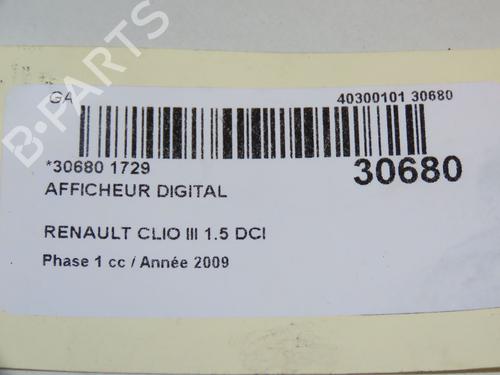 G4 40300101 30680
*30680 1729 30680
AFFICHEUR DIGITAL
RENAULT CLIO III 1.5 DCI
Phase 1 cc / Année 2009
B-PARTS